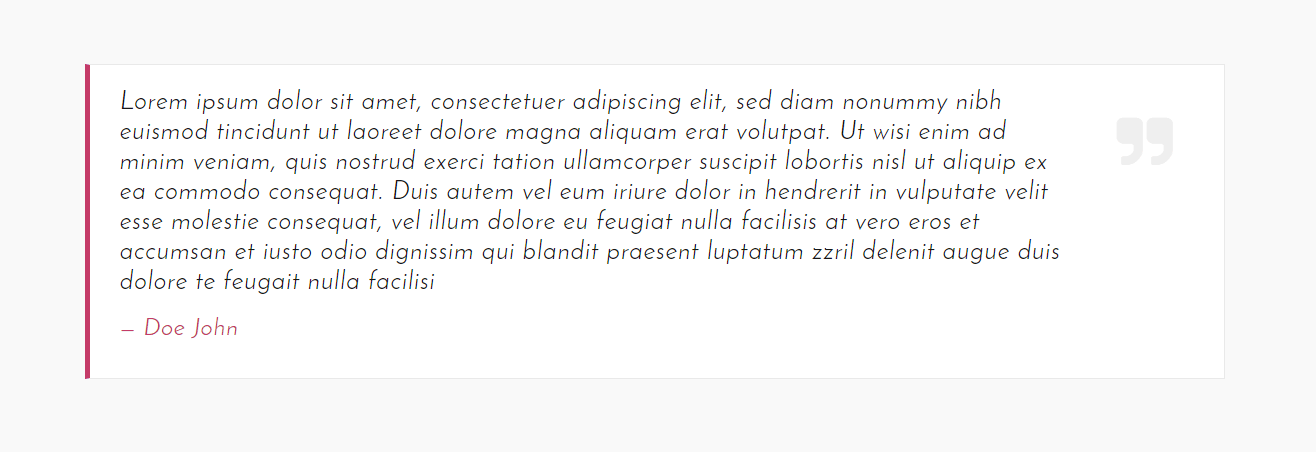 Lorem ipsum dolor sit amet, consectetuer adipiscing elit, sed diam nonummy nibh
euismod tincidunt ut laoreet dolore magna aliquam erat volutpat. Ut wisi enim ad
minim veniam, quis nostrud exerci tation ullamcorper suscipit lobortis nisl ut aliquip ex
ea commodo consequat. Duis autem vel eum iriure dolor in hendrerit in vulputate velit
esse molestie consequat, vel illum dolore eu feugiat nulla facilisis at vero eros et
accumsan et iusto odio dignissim qui blandit praesent luptatum zzril delenit augue duis
dolore te feugait nulla facilisi
– Doe John